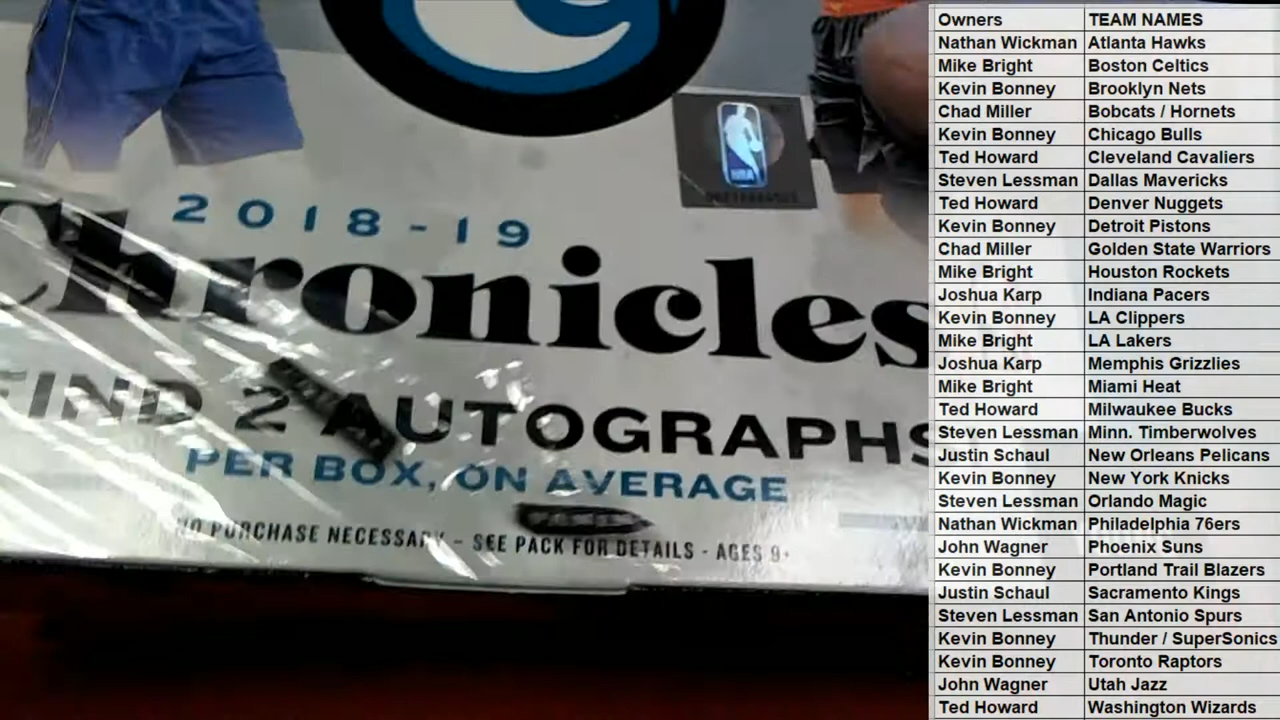 2018-19
Chronicles
FIND 2 AUTOGRAPHS
PER BOX, ON AVERAGE
NO PURCHASE NECESSARY - SEE PACK FOR DETAILS - AGES 9+
NBA
Owners TEAM NAMES
Nathan Wickman Atlanta Hawks
Mike Bright Boston Celtics
Kevin Bonney Brooklyn Nets
Chad Miller Bobcats / Hornets
Kevin Bonney Chicago Bulls
Ted Howard Cleveland Cavaliers
Steven Lessman Dallas Mavericks
Ted Howard Denver Nuggets
Kevin Bonney Detroit Pistons
Chad Miller Golden State Warriors
Mike Bright Houston Rockets
Joshua Karp Indiana Pacers
Kevin Bonney LA Clippers
Mike Bright LA Lakers
Joshua Karp Memphis Grizzlies
Mike Bright Miami Heat
Ted Howard Milwaukee Bucks
Steven Lessman Minn. Timberwolves
Justin Schaul New Orleans Pelicans
Kevin Bonney New York Knicks
Steven Lessman Orlando Magic
Nathan Wickman Philadelphia 76ers
John Wagner Phoenix Suns
Kevin Bonney Portland Trail Blazers
Justin Schaul Sacramento Kings
Steven Lessman San Antonio Spurs
Kevin Bonney Thunder / SuperSonics
Kevin Bonney Toronto Raptors
John Wagner Utah Jazz
Ted Howard Washington Wizards